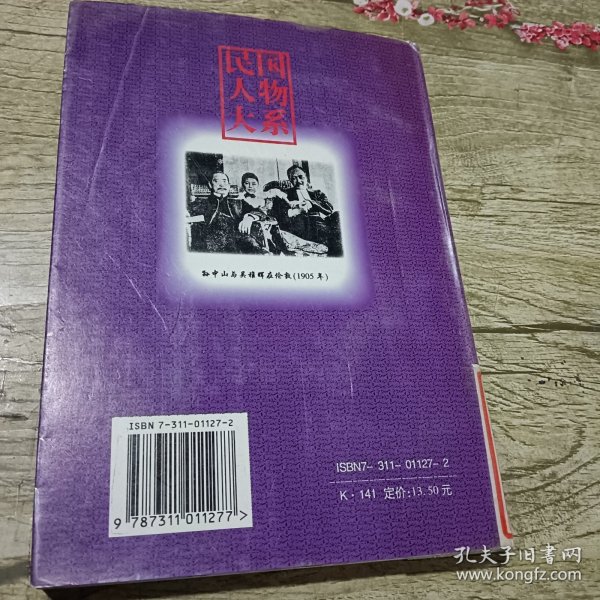 民国
人物
大系
孙中山与吴稚晖在伦敦(1905年)
ISBN 7-311-01127-2
9 787311 011277 >
ISBN7-311-01127-2
K·141 定价:13.50元
孔夫子旧书网
www.kongfz.com